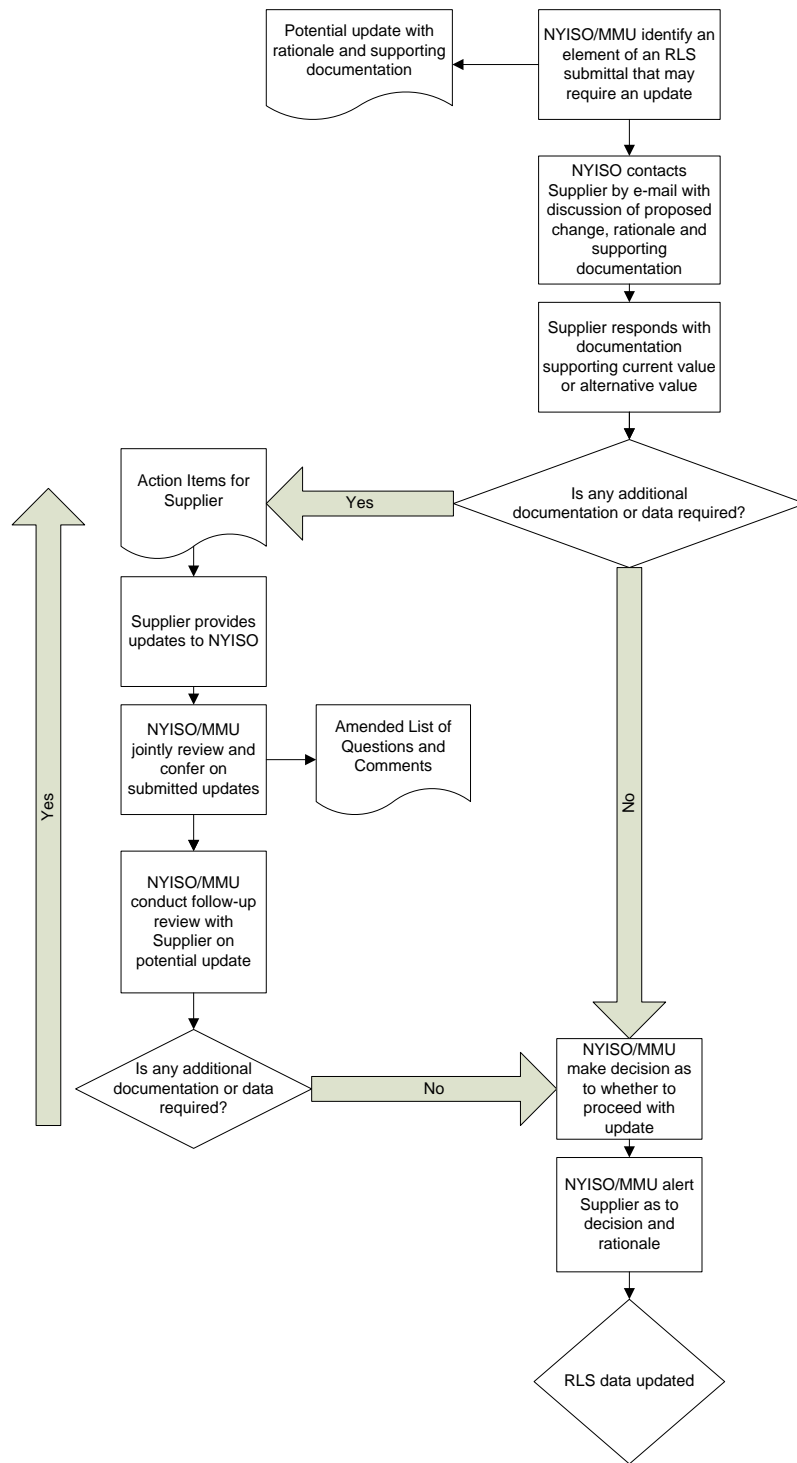 Potential update with
rationale and supporting
documentation
NYISO/MMU identify an
element of an RLS
submittal that may
require an update
NYISO contacts
Supplier by e-mail with
discussion of proposed
change, rationale and
supporting
documentation
Supplier responds with
documentation
supporting current value
or alternative value
Is any additional
documentation or data
required?
Yes
Action Items for
Supplier
Supplier provides
updates to NYISO
NYISO/MMU
jointly review and
confer on
submitted updates
Amended List of
Questions and
Comments
NYISO/MMU
conduct follow-up
review with
Supplier on
potential update
Is any additional
documentation or data
required?
Yes
No
No
NYISO/MMU
make decision as
to whether to
proceed with
update
NYISO/MMU alert
Supplier as to
decision and
rationale
RLS data updated